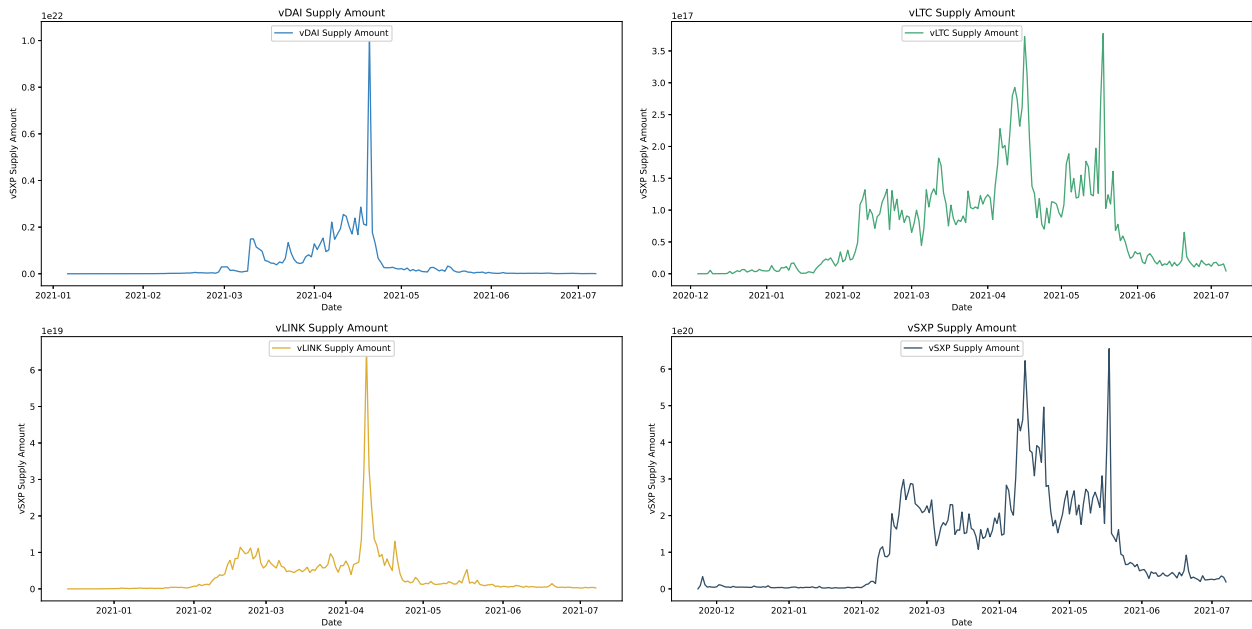 vDAI Supply Amount
1e22
vDAI Supply Amount
vSXP Supply Amount
1.0
0.8
0.6
0.4
0.2
0.0
2021-01 2021-02 2021-03 2021-04 2021-05 2021-06 2021-07
Date
vLTC Supply Amount
1e17
vLTC Supply Amount
vSXP Supply Amount
3.5
3.0
2.5
2.0
1.5
1.0
0.5
0.0
2020-12 2021-01 2021-02 2021-03 2021-04 2021-05 2021-06 2021-07
Date
vLINK Supply Amount
1e19
vLINK Supply Amount
vSXP Supply Amount
6
5
4
3
2
1
0
2021-01 2021-02 2021-03 2021-04 2021-05 2021-06 2021-07
Date
vSXP Supply Amount
1e20
vSXP Supply Amount
vSXP Supply Amount
6
5
4
3
2
1
0
2020-12 2021-01 2021-02 2021-03 2021-04 2021-05 2021-06 2021-07
Date